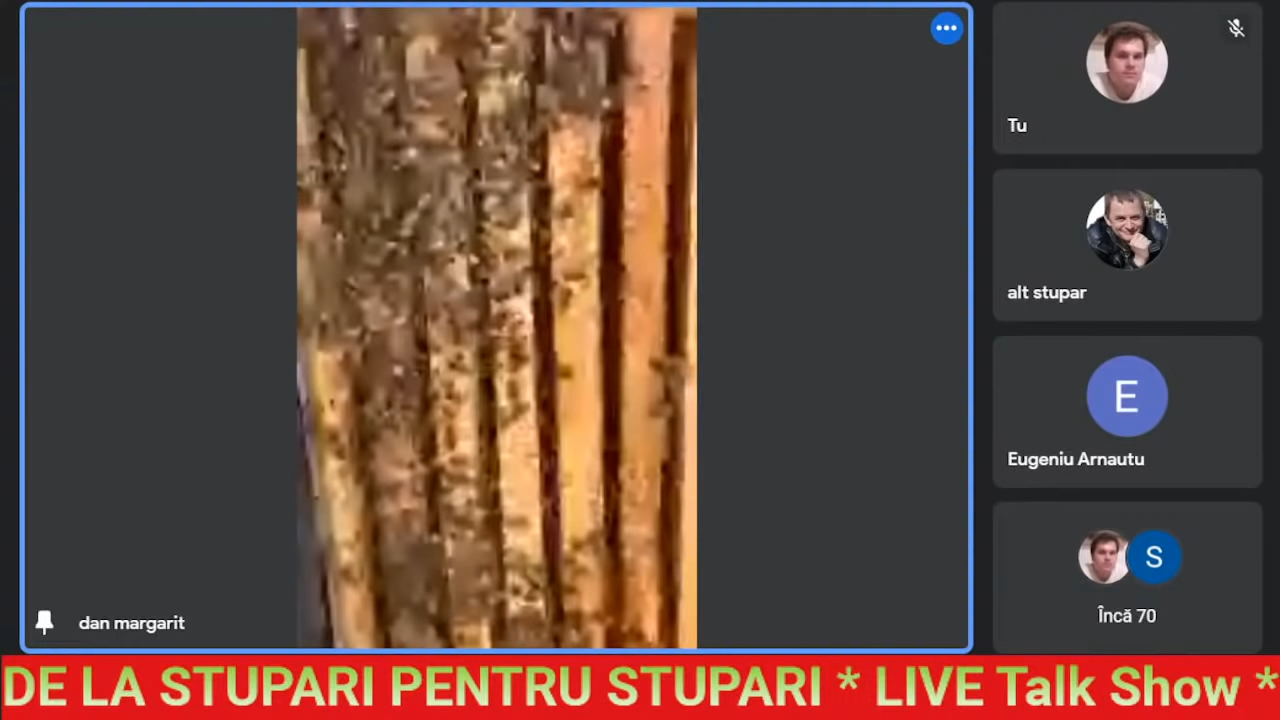 Tu
alt stupar
E
Eugeniu Arnautu
S
Încă 70
dan margarit
DE LA STUPARI PENTRU STUPARI * LIVE Talk Show *